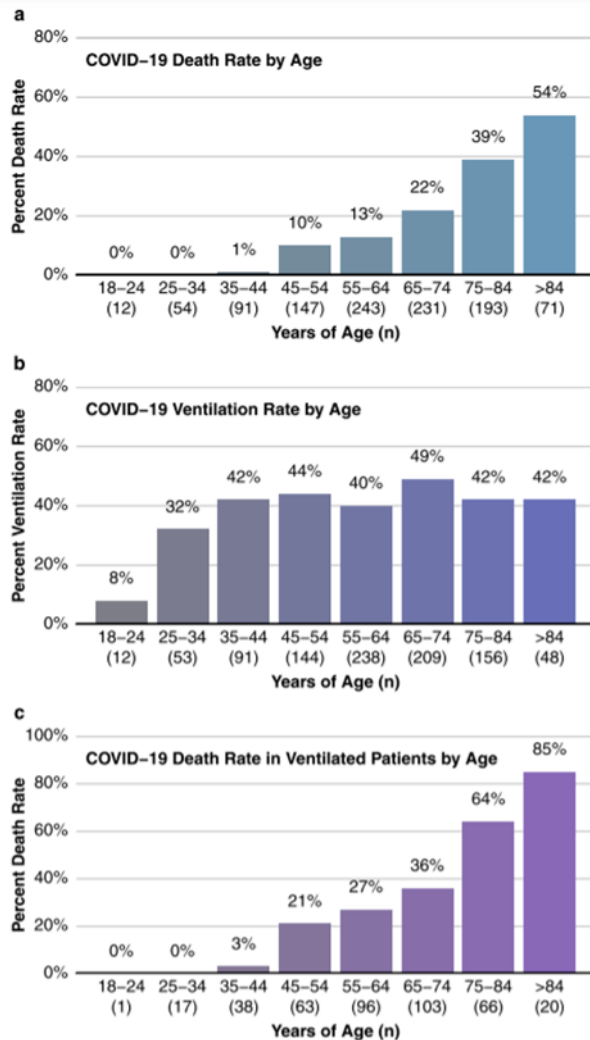 a
80%
COVID–19 Death Rate by Age
60%
40%
20%
0%
Percent Death Rate
0%
0%
1%
10%
13%
22%
39%
54%
18–24 25–34 35–44 45–54 55–64 65–74 75–84 >84
(12) (54) (91) (147) (243) (231) (193) (71)
Years of Age (n)
b
80%
COVID–19 Ventilation Rate by Age
60%
40%
20%
0%
Percent Ventilation Rate
8%
32%
42%
44%
40%
49%
42%
42%
18–24 25–34 35–44 45–54 55–64 65–74 75–84 >84
(12) (53) (91) (144) (238) (209) (156) (48)
Years of Age (n)
c
100%
COVID–19 Death Rate in Ventilated Patients by Age
80%
60%
40%
20%
0%
Percent Death Rate
0%
0%
3%
21%
27%
36%
64%
85%
18–24 25–34 35–44 45–54 55–64 65–74 75–84 >84
(1) (17) (38) (63) (96) (103) (66) (20)
Years of Age (n)